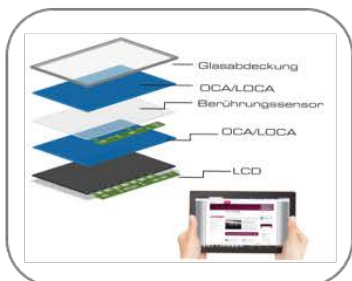 Glasabdeckung
OCA/LOCA
Berührungssensor
OCA/LOCA
LCD